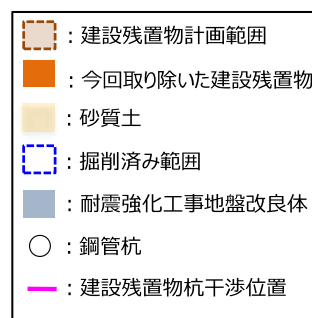 ：建設残置物計画範囲
：今回取り除いた建設残置物
：砂質土
：掘削済み範囲
：耐震強化工事地盤改良体
：鋼管杭
：建設残置物杭干渉位置